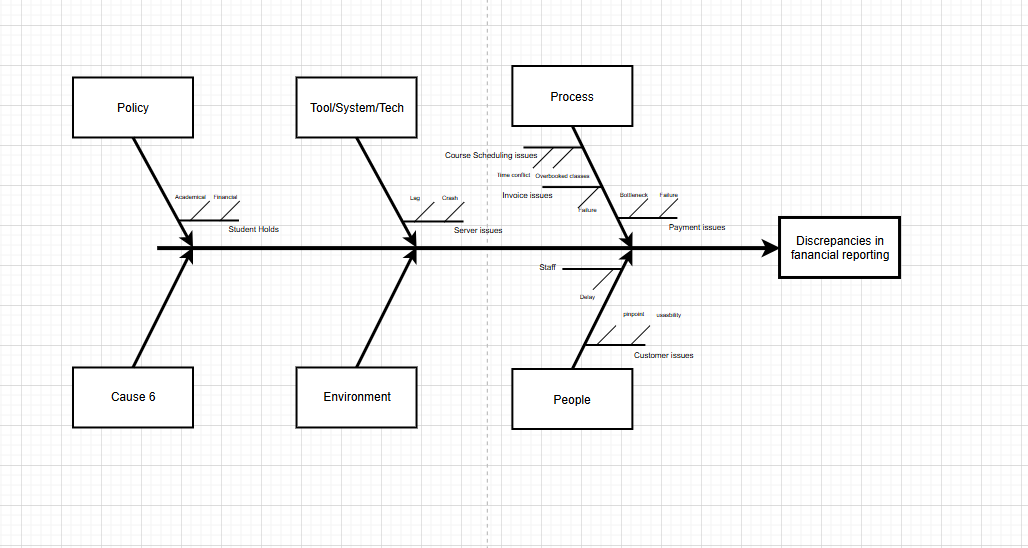 Policy
Tool/System/Tech
Process
Course Scheduling issues
Time conflict
Overbooked classes
Invoice issues
Failure
Bottleneck
Failure
Payment issues
Academical
Financial
Student Holds
Lag
Crash
Server issues
Discrepancies in
fanancial reporting
Staff
Delay
pinpoint
useability
Customer issues
Cause 6
Environment
People